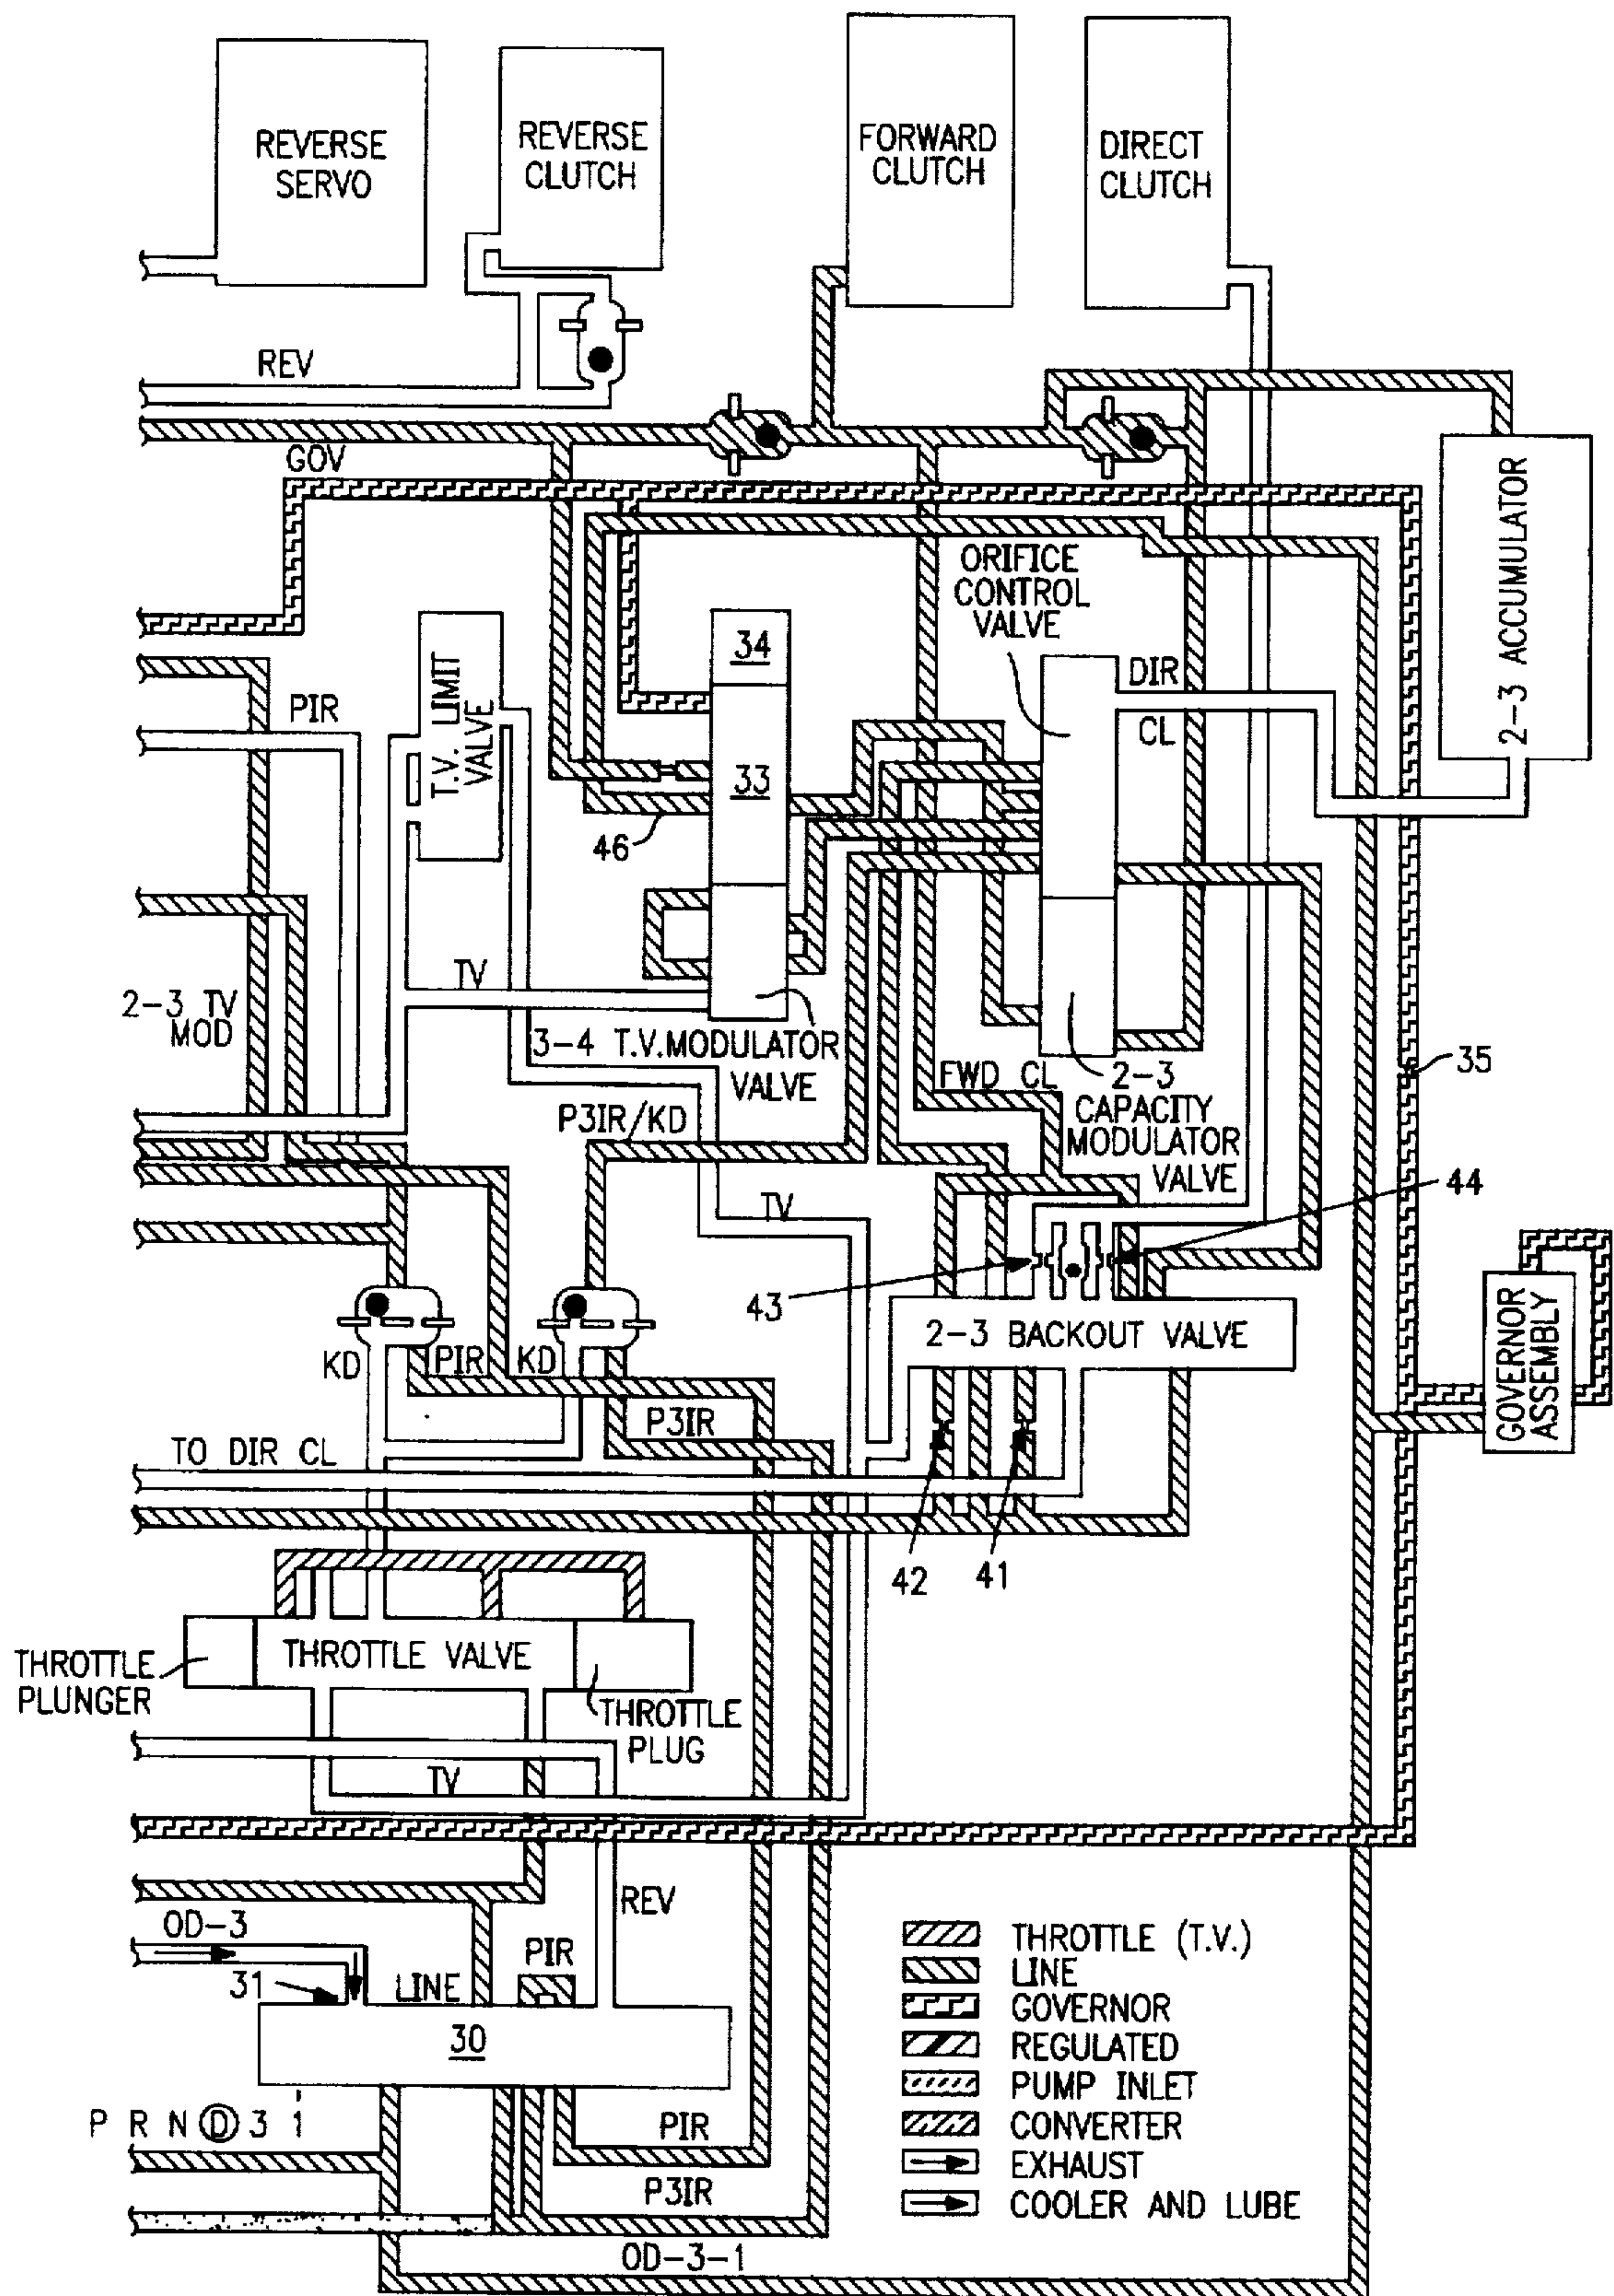 REVERSE
SERVO
REVERSE
CLUTCH
FORWARD
CLUTCH
DIRECT
CLUTCH
REV
GOV
2-3 ACCUMULATOR
ORIFICE
CONTROL
VALVE
34
T.V. LIMIT
VALVE
PIR
DIR
CL
33
46
TV
2-3 TV
MOD
3-4 T.V.MODULATOR
VALVE
35
FWD CL
2-3
CAPACITY
MODULATOR
VALVE
P3IR/KD
TV
44
43
2-3 BACKOUT VALVE
GOVERNOR
ASSEMBLY
KD
PIR
KD
P3IR
TO DIR CL
42
41
THROTTLE VALVE
THROTTLE
PLUNGER
THROTTLE
PLUG
TV
REV
OD-3
PIR
31
LINE
30
P R N D 3 1
PIR
P3IR
OD-3-1
THROTTLE (T.V.)
LINE
GOVERNOR
REGULATED
PUMP INLET
CONVERTER
EXHAUST
COOLER AND LUBE